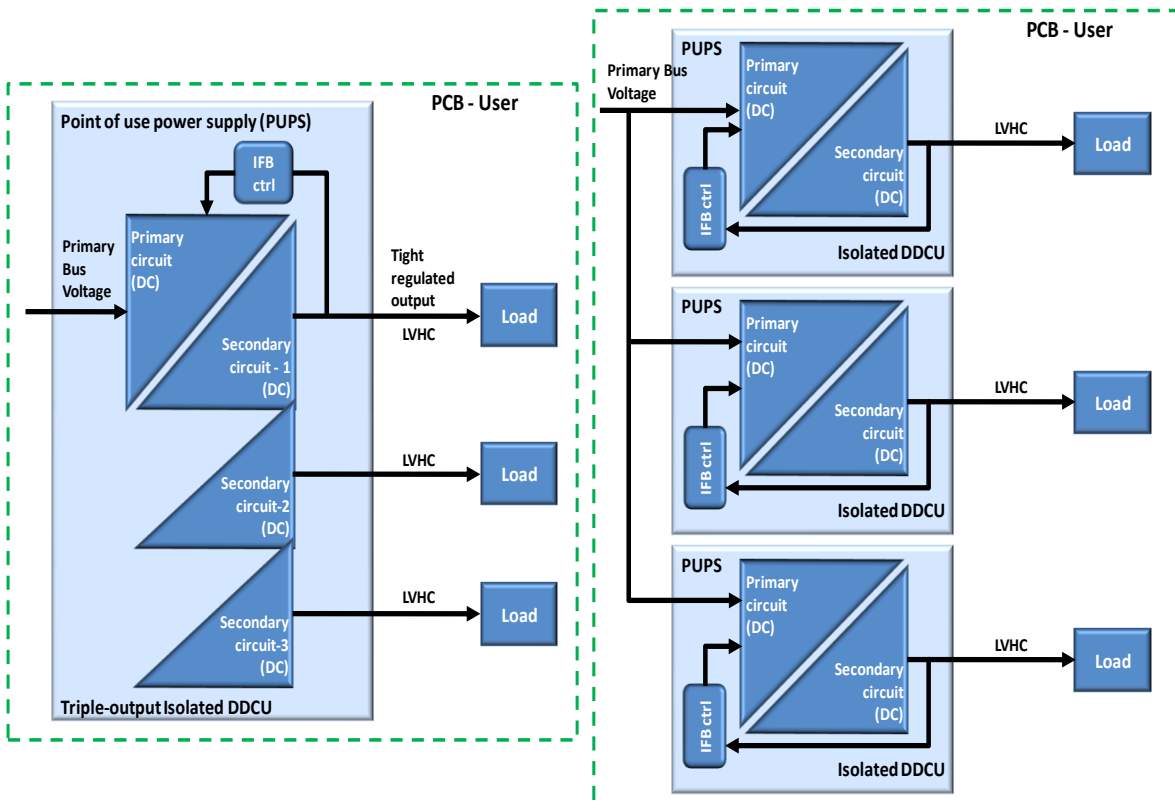 PCB - User
Point of use power supply (PUPS)
IFB
ctrl
Primary
Bus
Voltage
Primary
circuit
(DC)
Secondary
circuit - 1
(DC)
Tight
regulated
output
LVHC
Load
Secondary
circuit-2
(DC)
LVHC
Load
Secondary
circuit-3
(DC)
LVHC
Load
Triple-output Isolated DDCU
PCB - User
Primary Bus
Voltage
PUPS
Primary
circuit
(DC)
IFB ctrl
Secondary
circuit
(DC)
LVHC
Load
Isolated DDCU
PUPS
Primary
circuit
(DC)
IFB ctrl
Secondary
circuit
(DC)
LVHC
Load
Isolated DDCU
PUPS
Primary
circuit
(DC)
IFB ctrl
Secondary
circuit
(DC)
LVHC
Load
Isolated DDCU